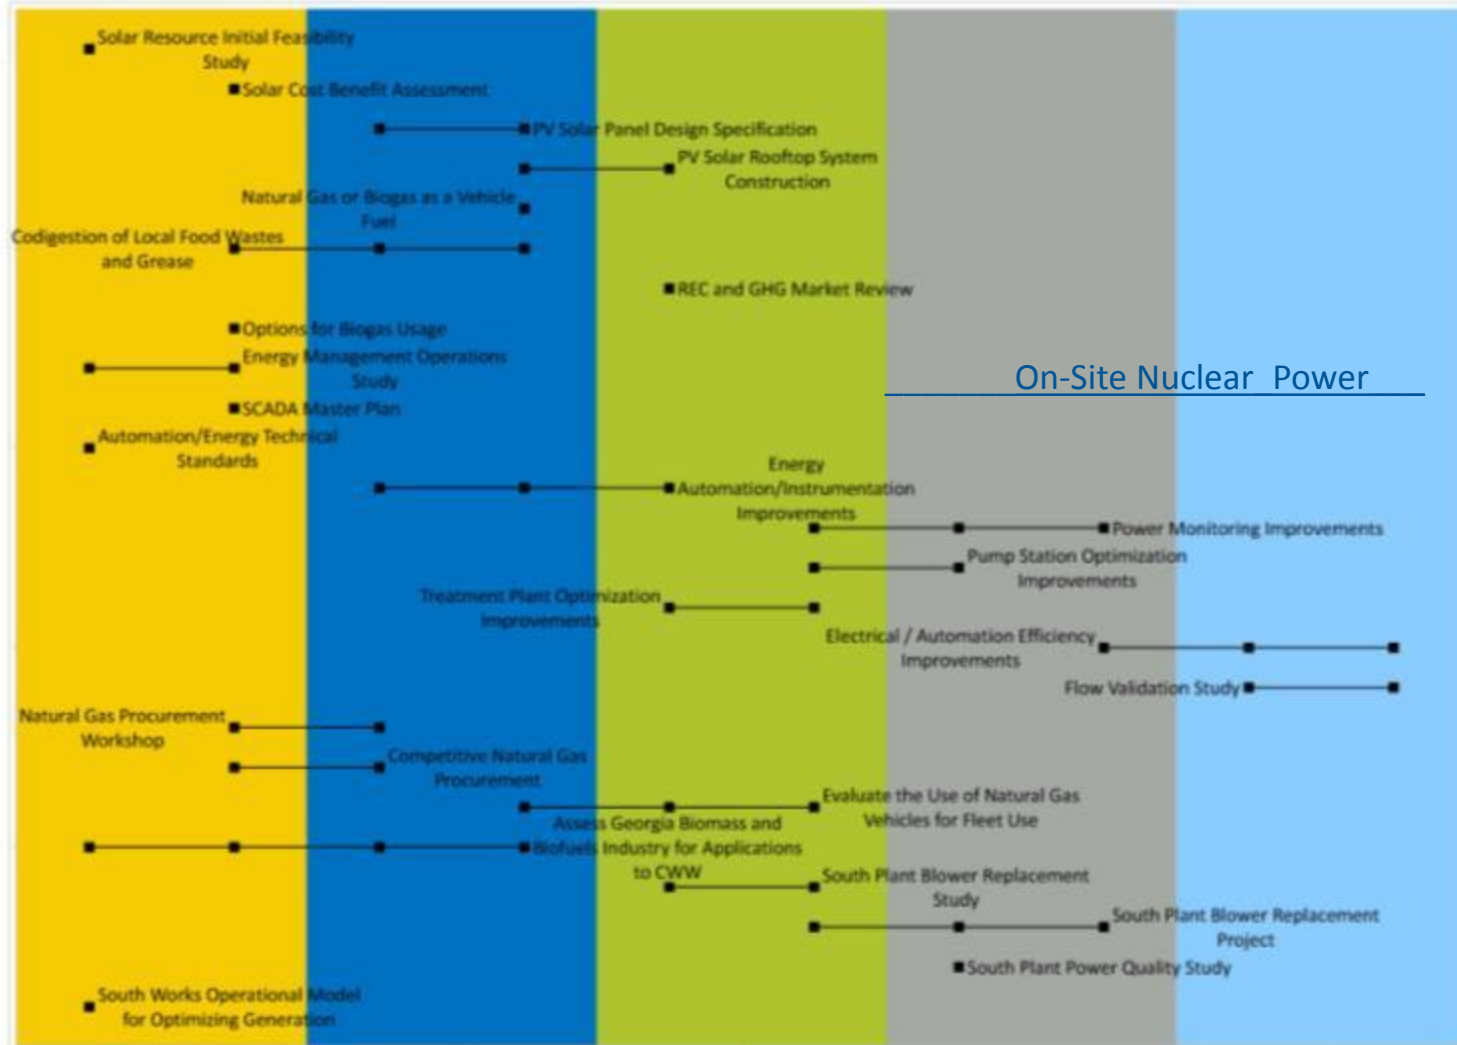 Solar Resource Initial Feasibility
Study
Solar Cost Benefit Assessment
PV Solar Panel Design Specification
PV Solar Rooftop System
Construction
Natural Gas or Biogas as a Vehicle
Fuel
Codigestion of Local Food Wastes
and Grease
REC and GHG Market Review
Options for Biogas Usage
Energy Management Operations
Study
On-Site Nuclear Power
SCADA Master Plan
Automation/Energy Technical
Standards
Energy
Automation/Instrumentation
Improvements
Power Monitoring Improvements
Pump Station Optimization
Improvements
Treatment Plant Optimization
Improvements
Electrical / Automation Efficiency
Improvements
Flow Validation Study
Natural Gas Procurement
Workshop
Competitive Natural Gas
Procurement
Evaluate the Use of Natural Gas
Vehicles for Fleet Use
Assess Georgia Biomass and
Biofuels Industry for Applications
to CWW
South Plant Blower Replacement
Study
South Plant Blower Replacement
Project
South Plant Power Quality Study
South Works Operational Model
for Optimizing Generation